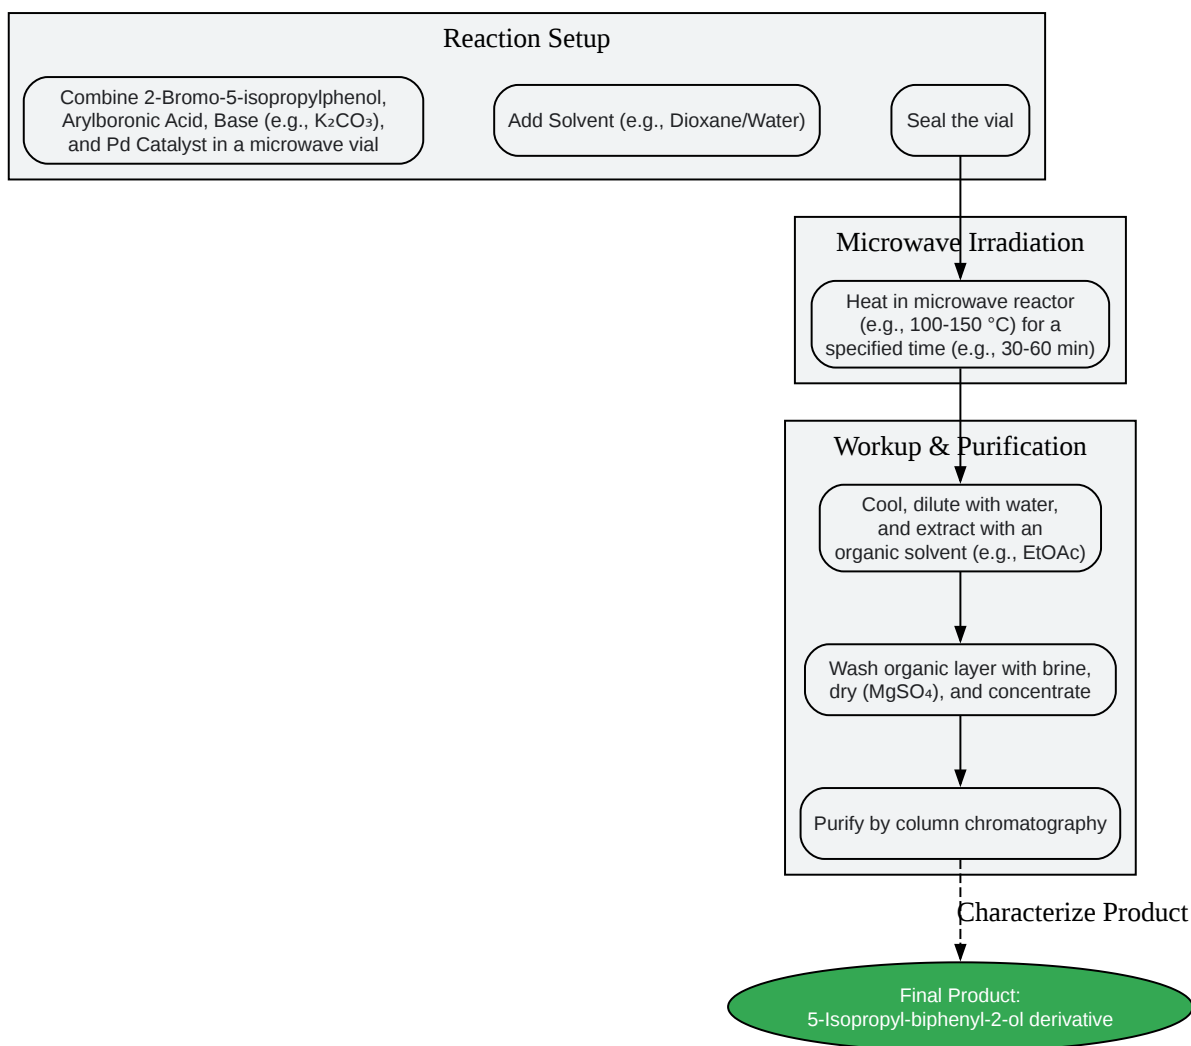 Reaction Setup
Combine 2-Bromo-5-isopropylphenol,
Arylboronic Acid, Base (e.g., K₂CO₃),
and Pd Catalyst in a microwave vial
Add Solvent (e.g., Dioxane/Water)
Seal the vial
Microwave Irradiation
Heat in microwave reactor
(e.g., 100-150 °C) for a
specified time (e.g., 30-60 min)
Workup & Purification
Cool, dilute with water,
and extract with an
organic solvent (e.g., EtOAc)
Wash organic layer with brine,
dry (MgSO₄), and concentrate
Purify by column chromatography
Characterize Product
Final Product:
5-Isopropyl-biphenyl-2-ol derivative